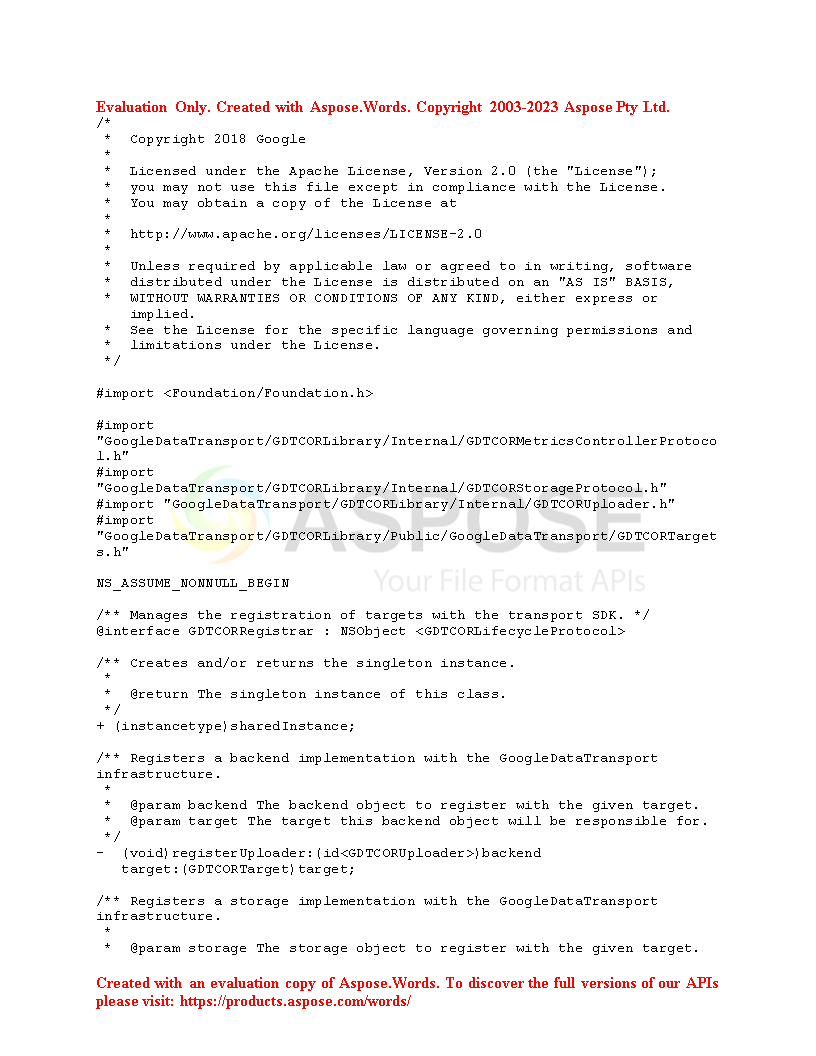 Evaluation Only. Created with Aspose.Words. Copyright 2003-2023 Aspose Pty Ltd.
/*
 * Copyright 2018 Google
 *
 * Licensed under the Apache License, Version 2.0 (the "License");
 * you may not use this file except in compliance with the License.
 * You may obtain a copy of the License at
 *
 * http://www.apache.org/licenses/LICENSE-2.0
 *
 * Unless required by applicable law or agreed to in writing, software
 * distributed under the License is distributed on an "AS IS" BASIS,
 * WITHOUT WARRANTIES OR CONDITIONS OF ANY KIND, either express or
implied.
 * See the License for the specific language governing permissions and
 * limitations under the License.
 */
#import <Foundation/Foundation.h>
#import
"GoogleDataTransport/GDTCORLibrary/Internal/GDTCORMetricsControllerProtoco
l.h"
#import
"GoogleDataTransport/GDTCORLibrary/Internal/GDTCORStorageProtocol.h"
#import "GoogleDataTransport/GDTCORLibrary/Internal/GDTCORUploader.h"
#import
"GoogleDataTransport/GDTCORLibrary/Public/GoogleDataTransport/GDTCORTarget
s.h"
ASPOSE
Your File Format APIs
NS_ASSUME_NONNULL_BEGIN
/** Manages the registration of targets with the transport SDK. */
@interface GDTCORRegistrar : NSObject <GDTCORLifecycleProtocol>
/** Creates and/or returns the singleton instance.
 *
 * @return The singleton instance of this class.
 */
+ (instancetype)sharedInstance;
/** Registers a backend implementation with the GoogleDataTransport
infrastructure.
 *
 * @param backend The backend object to register with the given target.
 * @param target The target this backend object will be responsible for.
 */
- (void)registerUploader:(id<GDTCORUploader>)backend
target:(GDTCORTarget)target;
/** Registers a storage implementation with the GoogleDataTransport
infrastructure.
 *
 * @param storage The storage object to register with the given target.
Created with an evaluation copy of Aspose.Words. To discover the full versions of our APIs
please visit: https://products.aspose.com/words/